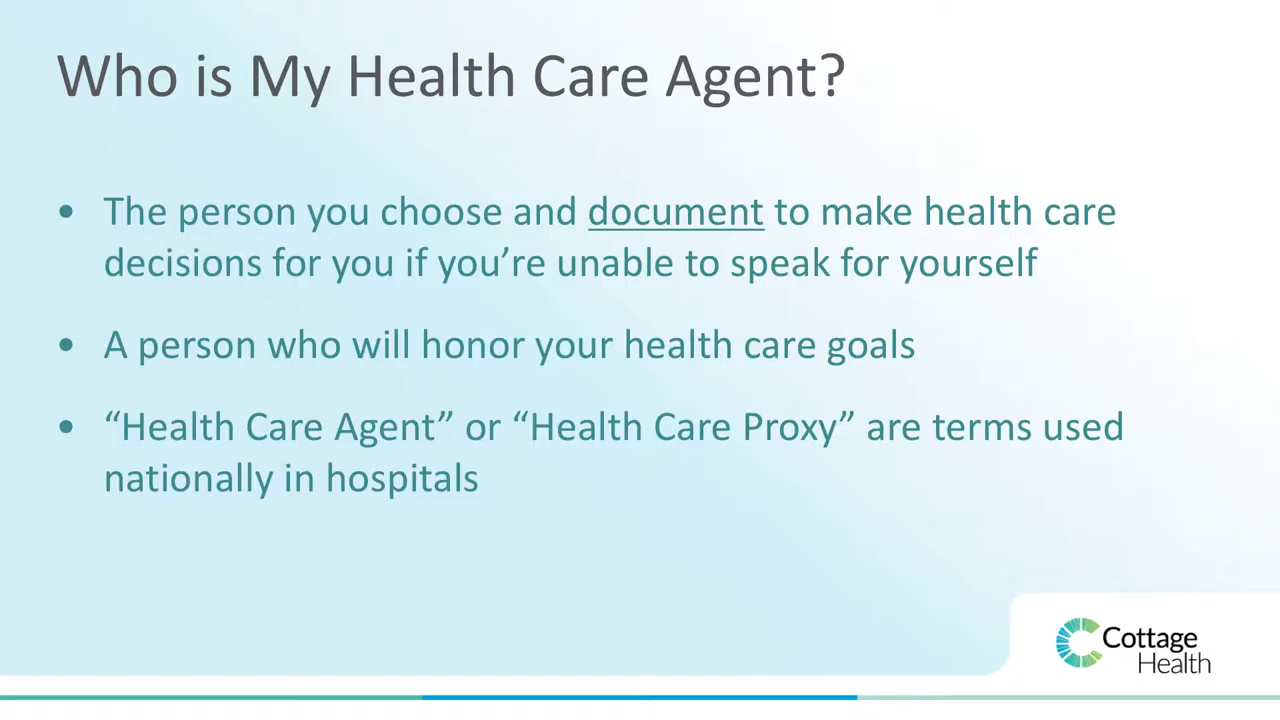 Who is My Health Care Agent?
• The person you choose and document to make health care
decisions for you if you’re unable to speak for yourself
• A person who will honor your health care goals
• “Health Care Agent” or “Health Care Proxy” are terms used
nationally in hospitals
Cottage
Health